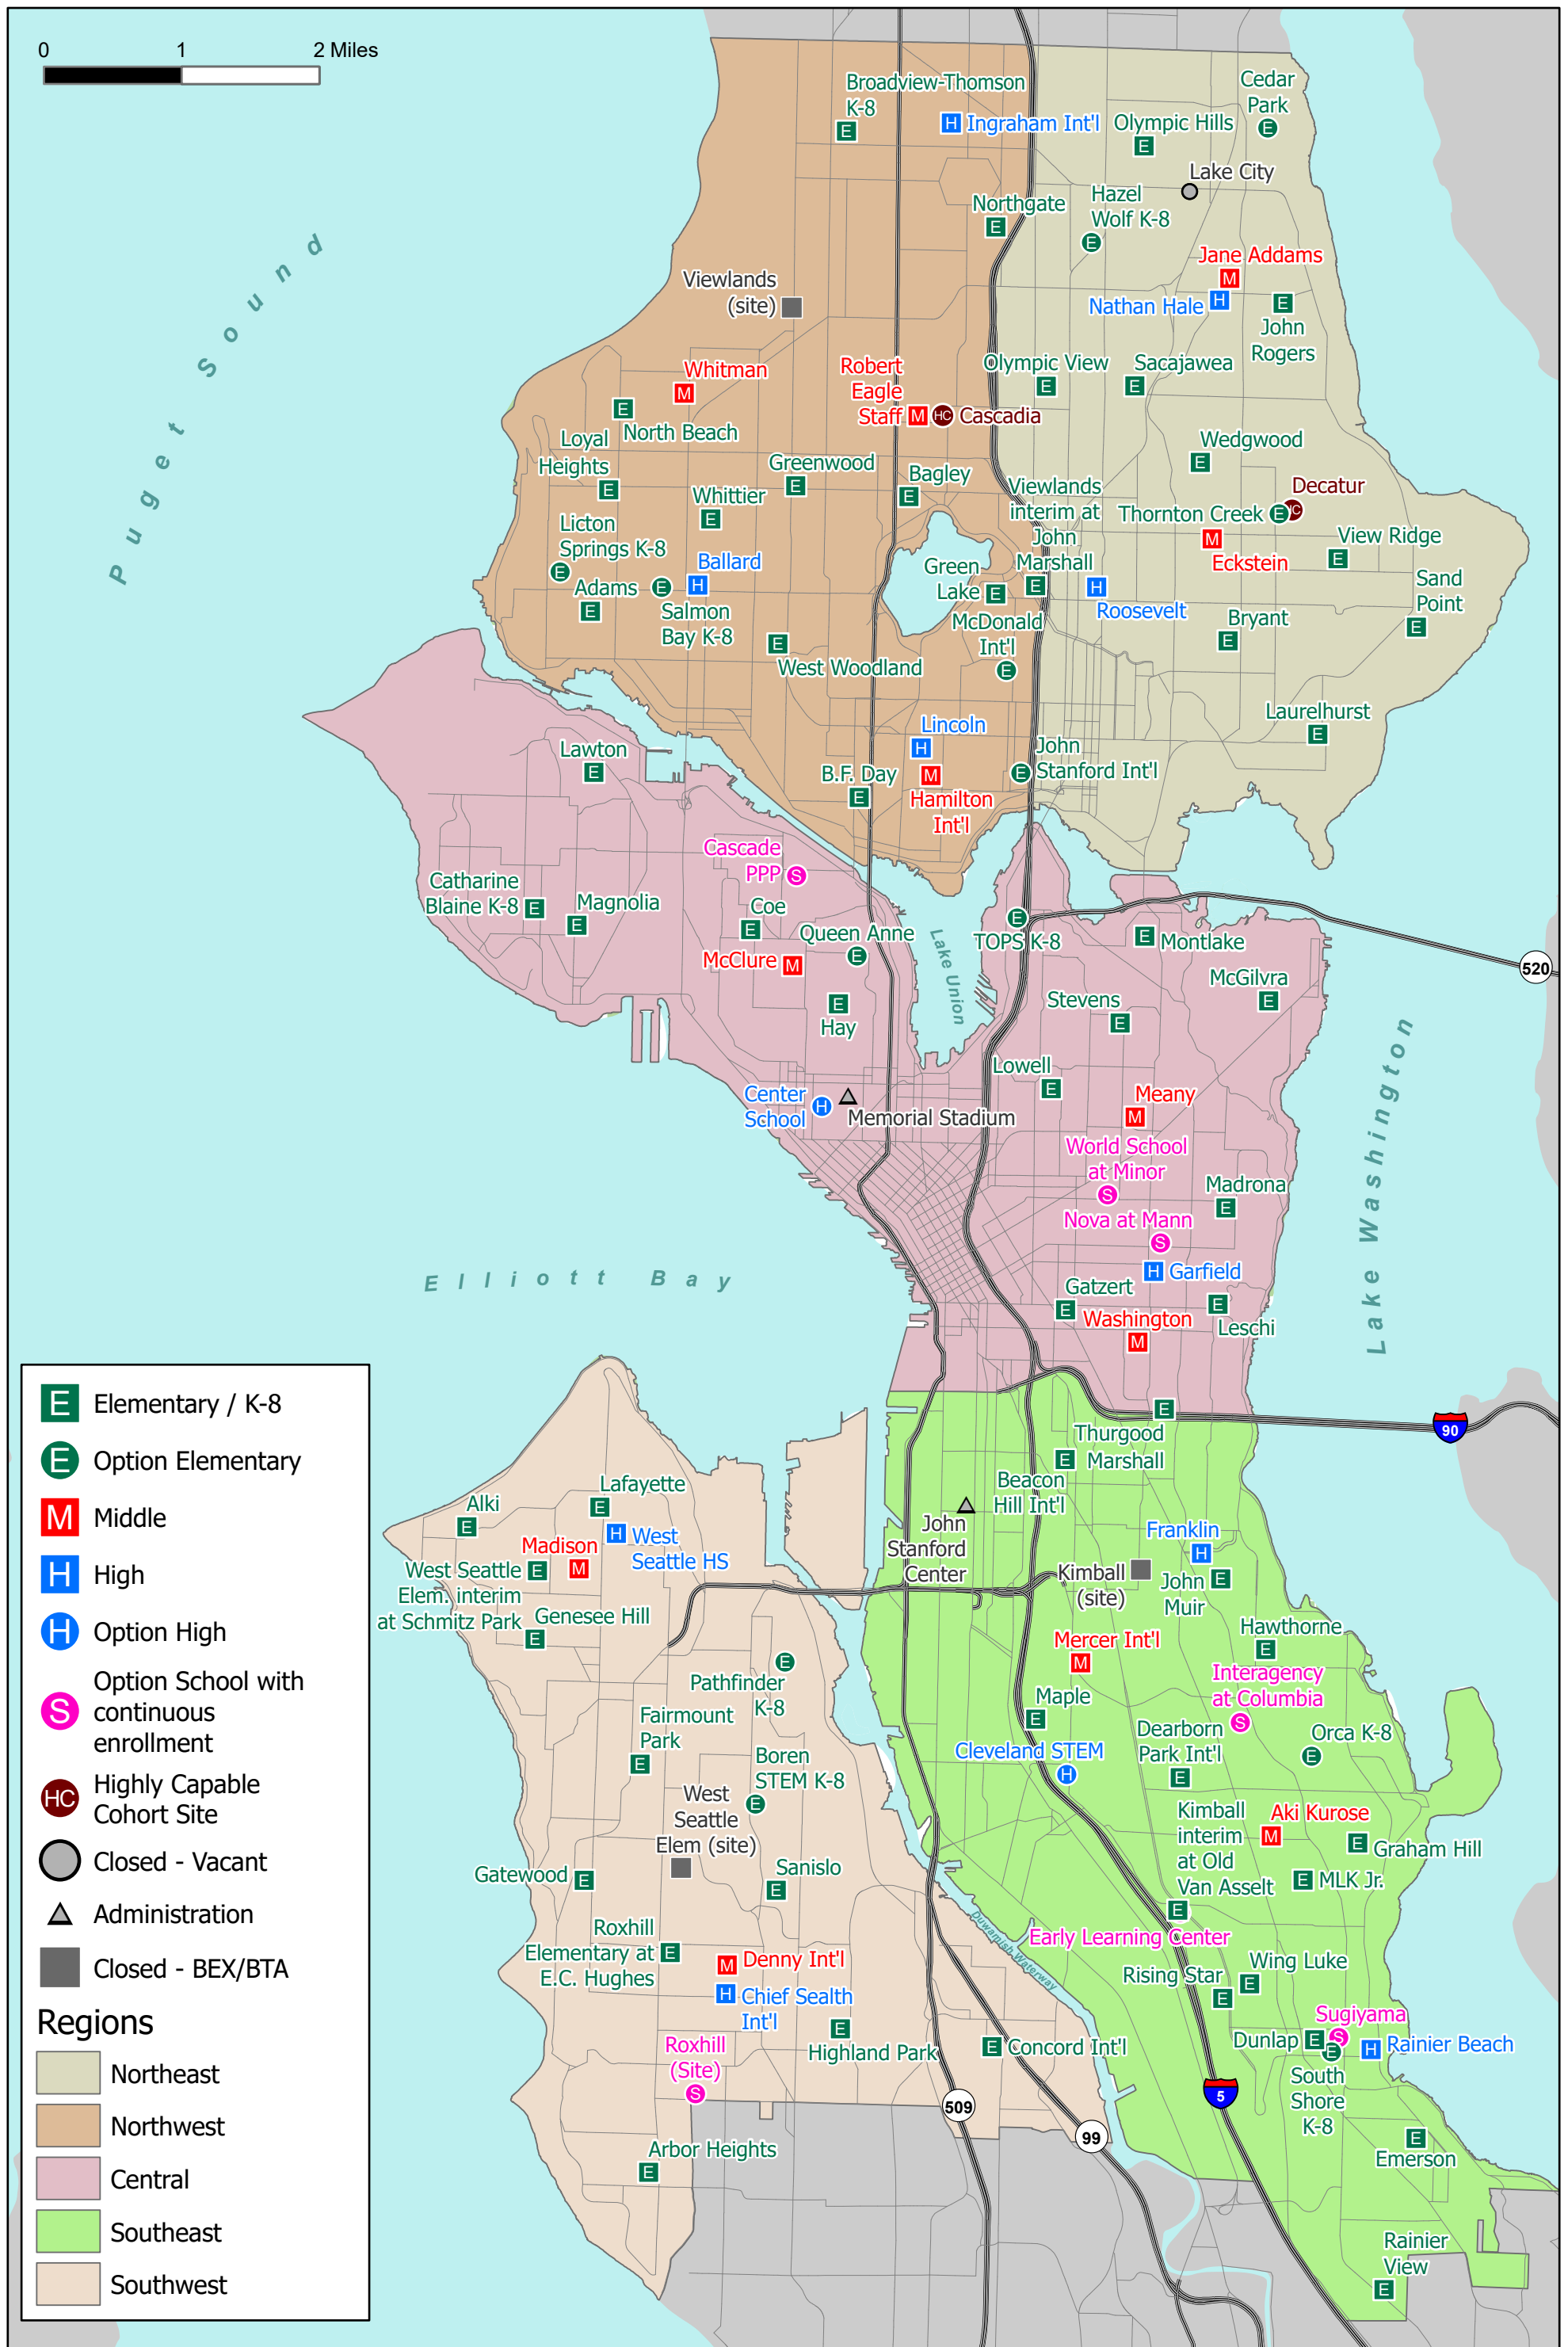 0 1 2 Miles
Broadview-Thomson
K-8
E
H Ingraham Int'l
Cedar
Park
E
Olympic Hills
E
Lake City
Hazel
Wolf K-8
E
Northgate
E
Jane Addams
M
Nathan Hale H
E
John
Rogers
Viewlands
(site)
Puget Sound
Whitman
M
Robert
Eagle
Staff M
HC Cascadia
Olympic View
E
Sacajawea
E
E
North Beach
Loyal
Heights
E
Greenwood
E
Whittier
E
Bagley
E
Wedgwood
E
Viewlands
interim at
John
Marshall
E
Decatur
HC
Thornton Creek E
M
Eckstein
View Ridge
E
Licton
Springs K-8
E
Ballard
H
Adams
E
E
Salmon
Bay K-8
Green
Lake E
H
Roosevelt
Sand
Point
E
Bryant
E
McDonald
Int'l
E
E
West Woodland
Laurelhurst
E
Lincoln
H
Lawton
E
B.F. Day
E
M
Hamilton
Int'l
John
E Stanford Int'l
Cascade
PPP S
Catharine
Blaine K-8 E
Magnolia
E
Coe
E
Queen Anne
E
McClure M
Lake Union
E
TOPS K-8
E Montlake
520
McGilvra
E
E
Hay
Stevens
E
Lowell
E
Center
School H
Memorial Stadium
Meany
M
World School
at Minor
S
Madrona
E
Nova at Mann
S
H Garfield
Lake Washington
Elliott Bay
Gatzert
E
E
Leschi
Washington
M
E
Thurgood
Marshall
90
E
Beacon
Hill Int'l
John
Stanford
Center
Franklin
H
Kimball
(site)
John
Muir
E
Lafayette
E
Alki
E
H West
Seattle HS
Madison
M
West Seattle E
Elem. interim
at Schmitz Park
Genesee Hill
E
Hawthorne
E
Mercer Int'l
M
Interagency
at Columbia
S
E
Pathfinder
K-8
Maple
E
Fairmount
Park
E
Dearborn
Park Int'l
E
Orca K-8
E
Cleveland STEM
H
Boren
STEM K-8
E
West
Seattle
Elem (site)
Kimball
interim
at Old
Van Asselt
E
Aki Kurose
M
E
Graham Hill
E MLK Jr.
Gatewood E
Sanislo
E
Roxhill
Elementary at E
E.C. Hughes
Early Learning Center
Duwamish Waterway
M Denny Int'l
H Chief Sealth
Int'l
Wing Luke
E
Rising Star
E
E
Highland Park
E Concord Int'l
Sugiyama
S
Dunlap E
E
South
Shore
K-8
H Rainier Beach
Roxhill
(Site)
S
5
509
99
E
Emerson
Arbor Heights
E
Rainier
View
E
E Elementary / K-8
E Option Elementary
M Middle
H High
H Option High
S Option School with
continuous
enrollment
HC Highly Capable
Cohort Site
Closed - Vacant
Administration
Closed - BEX/BTA
Regions
Northeast
Northwest
Central
Southeast
Southwest